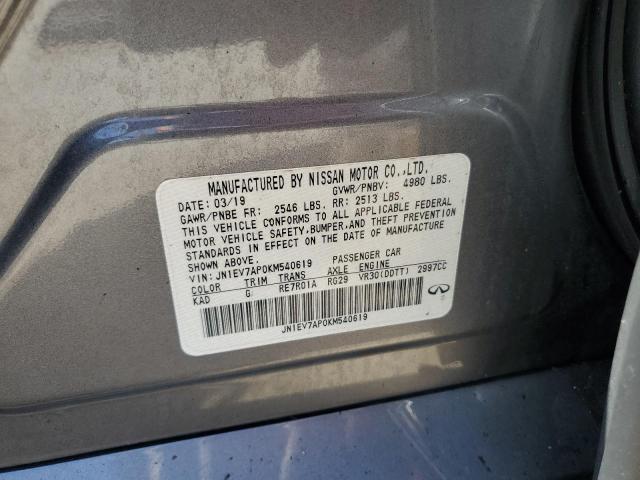 MANUFACTURED BY NISSAN MOTOR CO.,LTD.
DATE: 03/19 GVWR/PNBV: 4980 LBS.
GAWR/PNBE FR: 2546 LBS. RR: 2513 LBS.
THIS VEHICLE CONFORMS TO ALL APPLICABLE FEDERAL
MOTOR VEHICLE SAFETY,BUMPER,AND THEFT PREVENTION
STANDARDS IN EFFECT ON THE DATE OF MANUFACTURE
SHOWN ABOVE.
VIN: JN1EV7AP0KM540619 PASSENGER CAR
COLOR TRIM TRANS AXLE ENGINE
KAD G RE7R01A RG29 VR30(DDTT) 2997CC
JN1EV7AP0KM540619